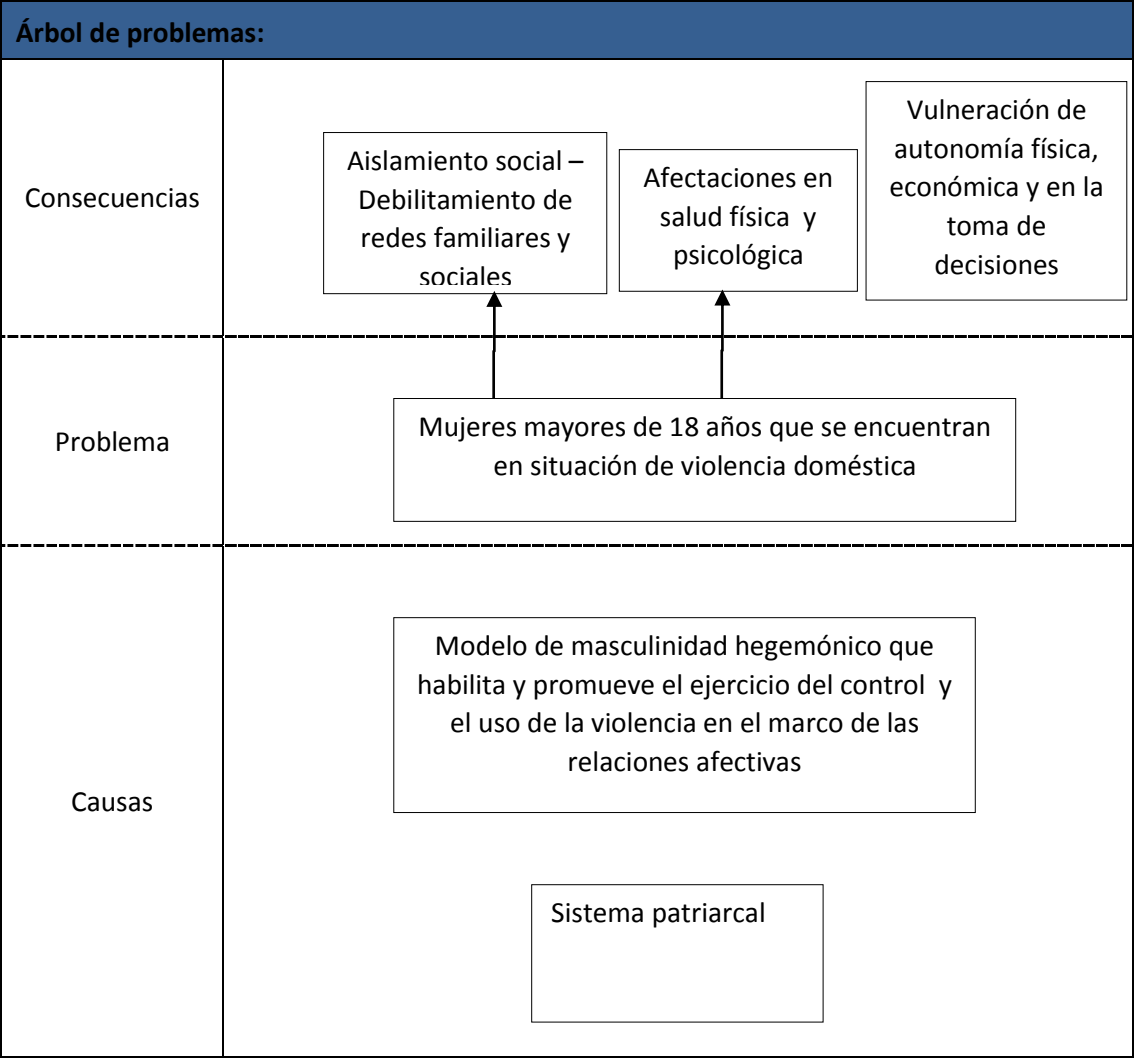 Árbol de problemas:
Consecuencias
Aislamiento social –
Debilitamiento de
redes familiares y
sociales
Afectaciones en
salud física y
psicológica
Vulneración de
autonomía física,
económica y en la
toma de
decisiones
Problema
Mujeres mayores de 18 años que se encuentran
en situación de violencia doméstica
Causas
Modelo de masculinidad hegemónico que
habilita y promueve el ejercicio del control y
el uso de la violencia en el marco de las
relaciones afectivas
Sistema patriarcal